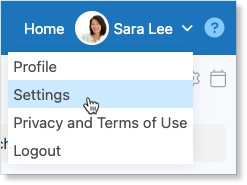 Home Sara Lee ?
Profile
Settings
Privacy and Terms of Use
Logout